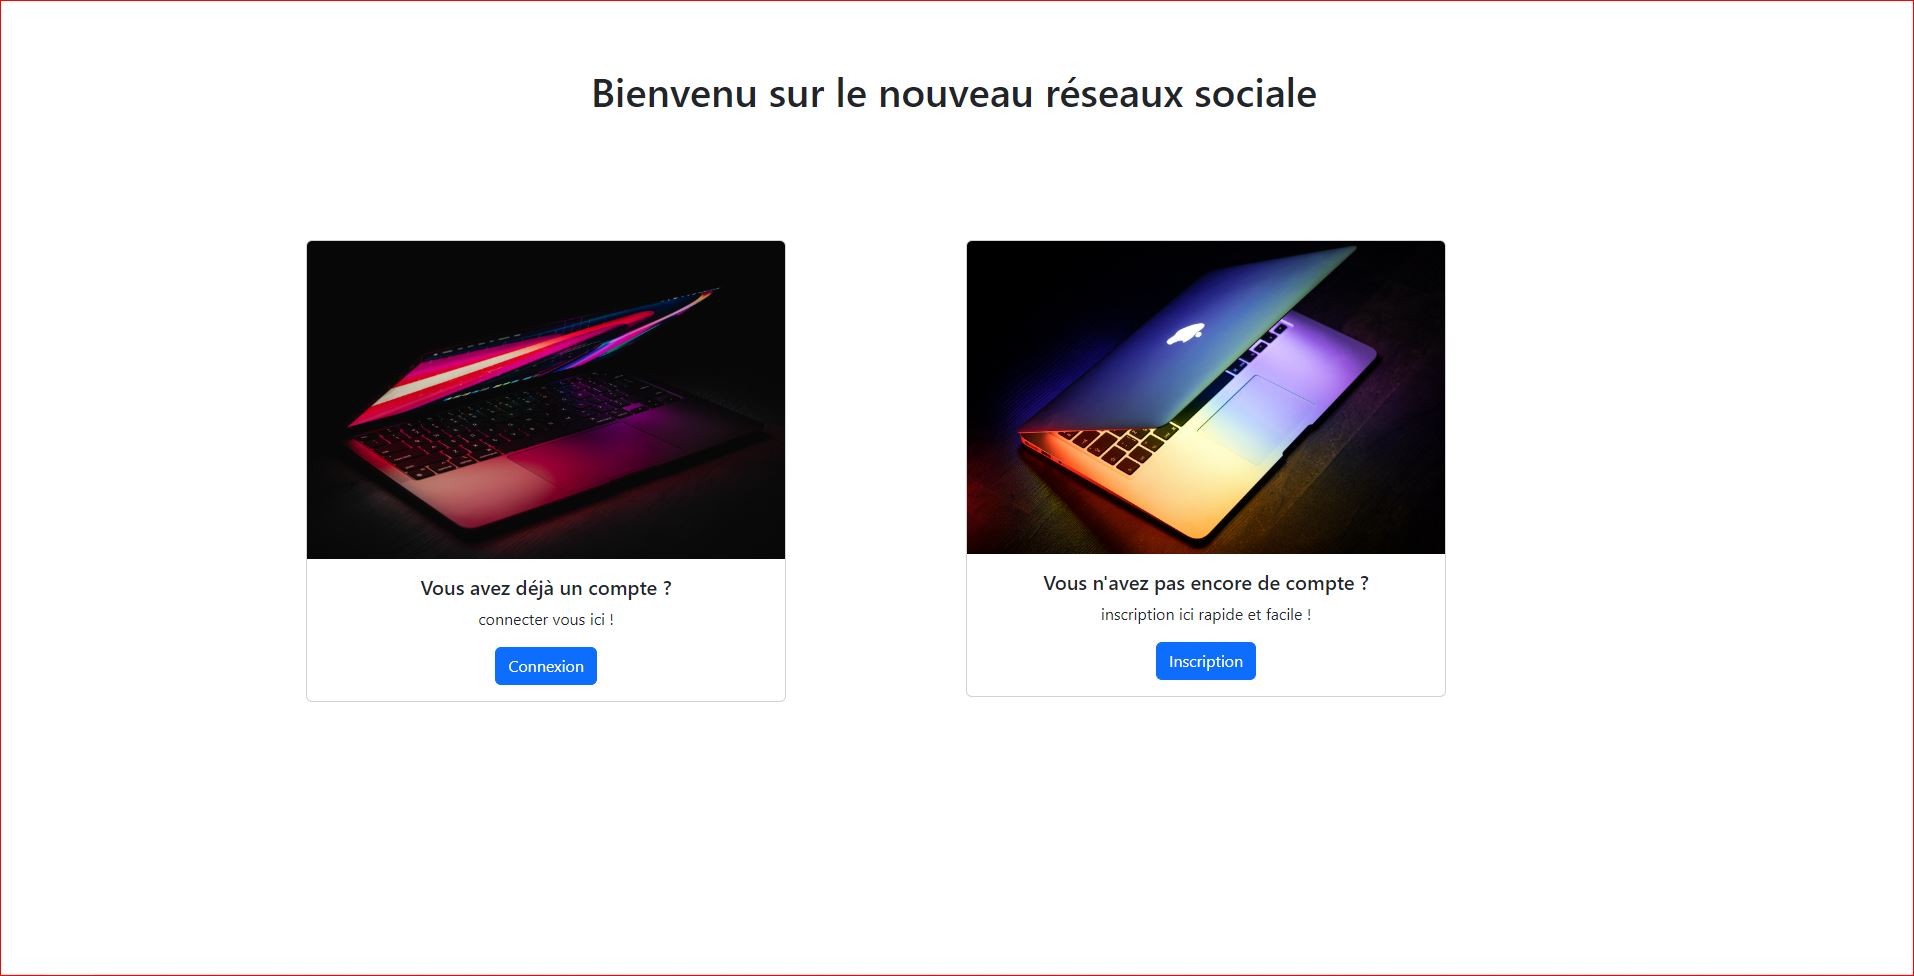 Bienvenu sur le nouveau réseaux sociale
Vous avez déjà un compte ?
connecter vous ici !
Connexion
Vous n'avez pas encore de compte ?
inscription ici rapide et facile !
Inscription